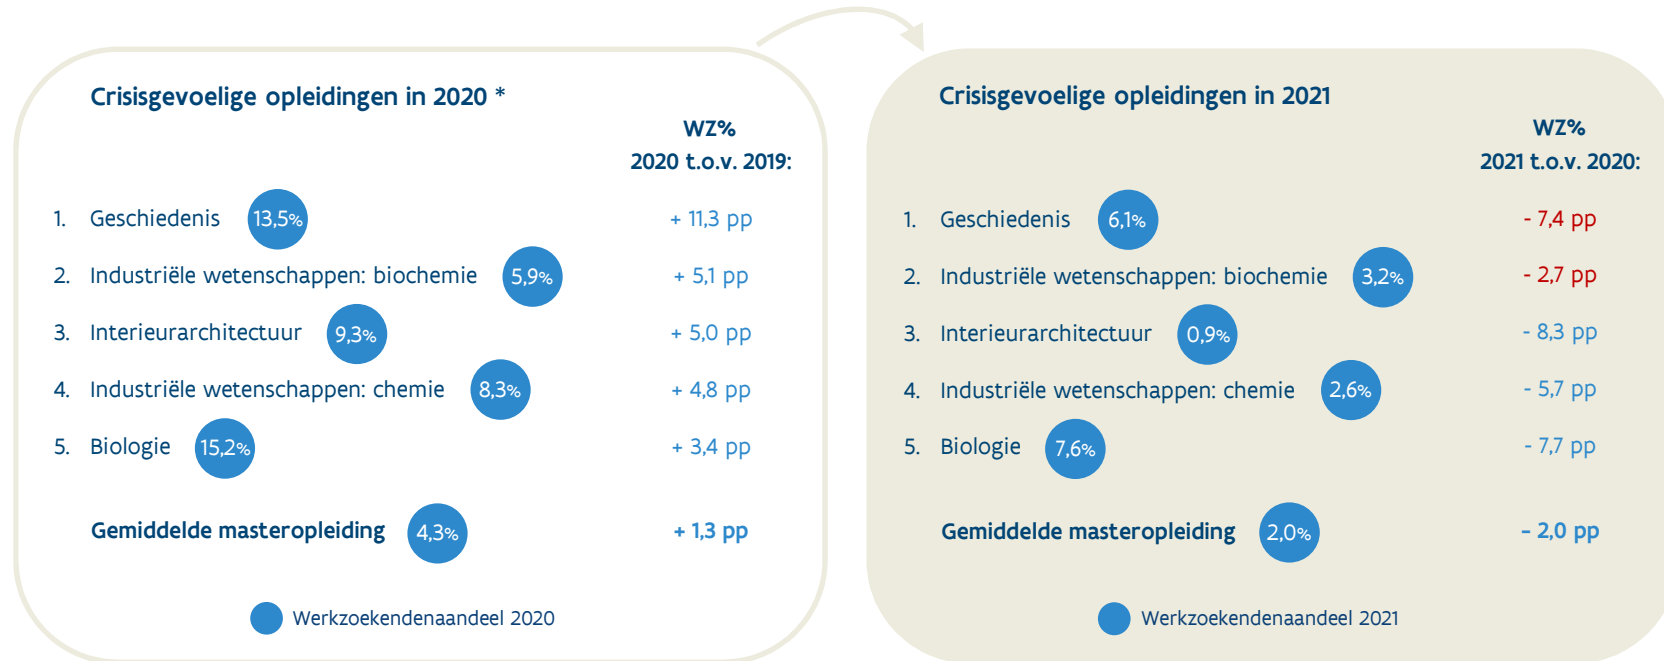 Crisisgevoelige opleidingen in 2020 *
WZ%
2020 t.o.v. 2019:
1. Geschiedenis 13,5% + 11,3 pp
2. Industriële wetenschappen: biochemie 5,9% + 5,1 pp
3. Interieurarchitectuur 9,3% + 5,0 pp
4. Industriële wetenschappen: chemie 8,3% + 4,8 pp
5. Biologie 15,2% + 3,4 pp
Gemiddelde masteropleiding 4,3% + 1,3 pp
Werkzoekendenaandeel 2020
Crisisgevoelige opleidingen in 2021
WZ%
2021 t.o.v. 2020:
1. Geschiedenis 6,1% - 7,4 pp
2. Industriële wetenschappen: biochemie 3,2% - 2,7 pp
3. Interieurarchitectuur 0,9% - 8,3 pp
4. Industriële wetenschappen: chemie 2,6% - 5,7 pp
5. Biologie 7,6% - 7,7 pp
Gemiddelde masteropleiding 2,0% - 2,0 pp
Werkzoekendenaandeel 2021